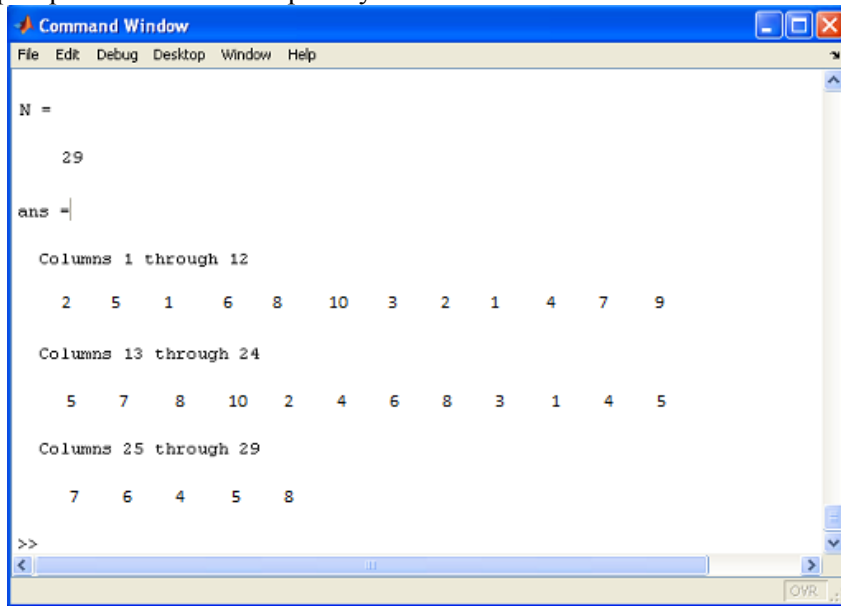 Command Window
File Edit Debug Desktop Window Help
N =
29
ans =
Columns 1 through 12
2 5 1 6 8 10 3 2 1 4 7 9
Columns 13 through 24
5 7 8 10 2 4 6 8 3 1 4 5
Columns 25 through 29
7 6 4 5 8
>>
OVR